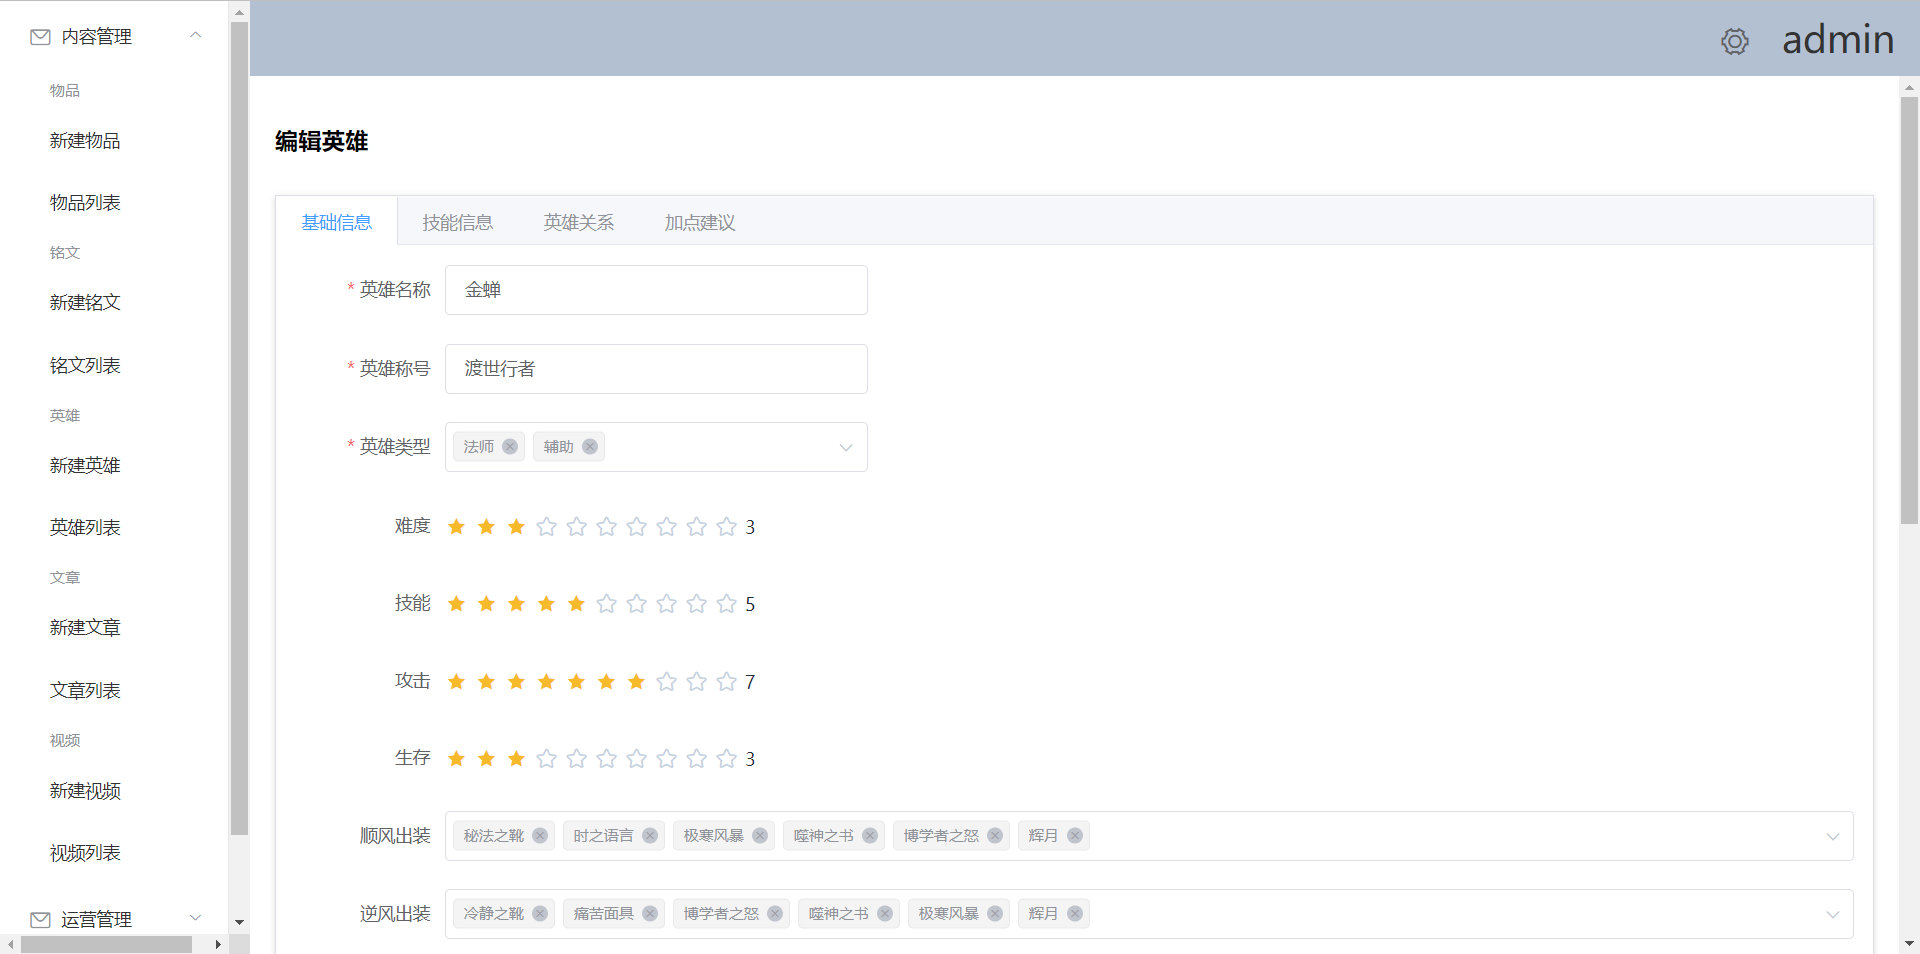 内容管理
物品
新建物品
物品列表
铭文
新建铭文
铭文列表
英雄
新建英雄
英雄列表
文章
新建文章
文章列表
视频
新建视频
视频列表
运营管理
admin
编辑英雄
基础信息 技能信息 英雄关系 加点建议
* 英雄名称 金蝉
* 英雄称号 渡世行者
* 英雄类型 法师 辅助
难度 3
技能 5
攻击 7
生存 3
顺风出装 秘法之靴 时之语言 极寒风暴 噬神之书 博学者之怒 辉月
逆风出装 冷静之靴 痛苦面具 博学者之怒 噬神之书 极寒风暴 辉月